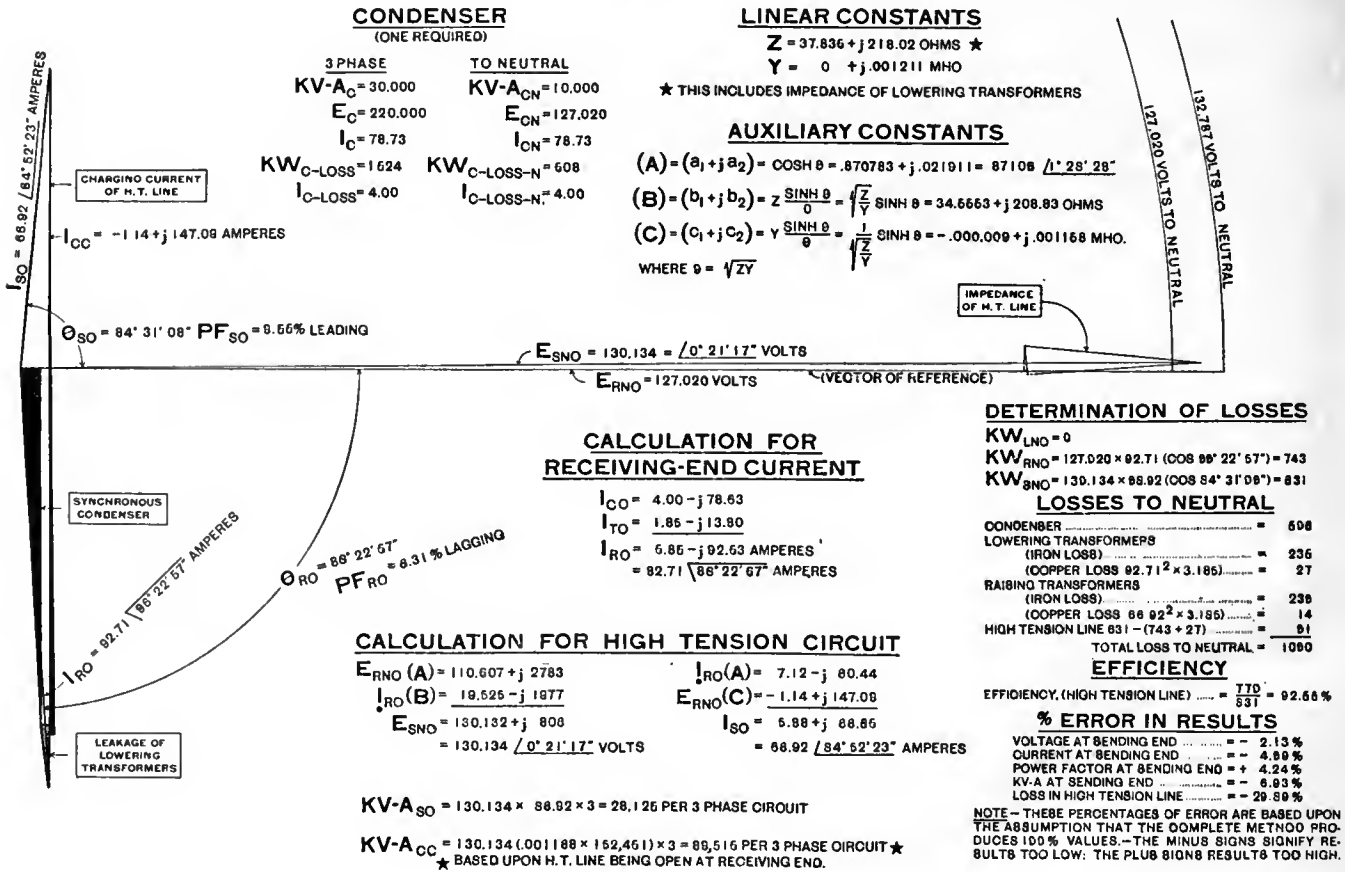 CONDENSER
(ONE REQUIRED)
3 PHASE TO NEUTRAL
KV-A_C = 30.000 KV-A_CN = 10.000
E_C = 220.000 E_CN = 127.020
I_C = 78.73 I_CN = 78.73
KW_C-LOSS = 1624 KW_C-LOSS-N = 608
I_C-LOSS = 4.00 I_C-LOSS-N. = 4.00
LINEAR CONSTANTS
Z = 37.836 + j 218.02 OHMS ★
Y = 0 + j .001211 MHO
★ THIS INCLUDES IMPEDANCE OF LOWERING TRANSFORMERS
AUXILIARY CONSTANTS
(A) = (a₁ + j a₂) = COSH θ = .870783 + j .021911 = 87106 /1° 28' 28"
(B) = (b₁ + j b₂) = Z SINH θ / θ = √Z/Y SINH θ = 34.5553 + j 208.83 OHMS
(C) = (c₁ + j c₂) = Y SINH θ / θ = 1/√Z/Y SINH θ = - .000.009 + j .001168 MHO.
WHERE θ = √ZY
127.020 VOLTS TO NEUTRAL
132.787 VOLTS TO NEUTRAL
I_SO = 68.92 /84° 52' 23" AMPERES
CHARGING CURRENT
OF H.T. LINE
I_CC = -1.14 + j 147.09 AMPERES
θ_SO = 84° 31' 08" PF_SO = 9.56% LEADING
IMPEDANCE
OF H.T. LINE
E_SNO = 130.134 = /0° 21' 17" VOLTS
E_RNO = 127.020 VOLTS (VECTOR OF REFERENCE)
SYNCHRONOUS
CONDENSER
θ_RO = 86° 22' 57"
PF_RO = 6.31% LAGGING
I_RO = 92.71 \86° 22' 57" AMPERES
LEAKAGE OF
LOWERING
TRANSFORMERS
CALCULATION FOR
RECEIVING-END CURRENT
I_CO = 4.00 - j 78.63
I_TO = 1.85 - j 13.90
I_RO = 5.85 - j 92.53 AMPERES
= 82.71 \86° 22' 67" AMPERES
CALCULATION FOR HIGH TENSION CIRCUIT
E_RNO (A) = 110.607 + j 2783
I_RO (B) = 19.525 - j 1977
E_SNO = 130.132 + j 806
= 130.134 /0° 21' 17" VOLTS
I_RO (A) = 7.12 - j 80.44
E_RNO (C) = -1.14 + j 147.09
I_SO = 5.98 + j 66.65
= 66.92 /84° 52' 23" AMPERES
KV-A_SO = 130.134 × 66.92 × 3 = 26,125 PER 3 PHASE CIRCUIT
KV-A_CC = 130.134 (.001168 × 152,461) × 3 = 69,516 PER 3 PHASE CIRCUIT ★
★ BASED UPON H.T. LINE BEING OPEN AT RECEIVING END.
DETERMINATION OF LOSSES
KW_LNO = 0
KW_RNO = 127.020 × 92.71 (COS 86° 22' 57") = 743
KW_SNO = 130.134 × 66.92 (COS 84° 31' 06") = 831
LOSSES TO NEUTRAL
CONDENSER = 508
LOWERING TRANSFORMERS
(IRON LOSS) = 236
(COPPER LOSS 92.71² × 3.185) = 27
RAISING TRANSFORMERS
(IRON LOSS) = 236
(COPPER LOSS 66 92² × 3.185) = 14
HIGH TENSION LINE 831 - (743 + 27) = 61
TOTAL LOSS TO NEUTRAL = 1080
EFFICIENCY
EFFICIENCY, (HIGH TENSION LINE) = 770/831 = 92.66%
% ERROR IN RESULTS
VOLTAGE AT SENDING END = - 2.13%
CURRENT AT SENDING END = - 4.89%
POWER FACTOR AT SENDING END = + 4.24%
KV-A AT SENDING END = - 6.93%
LOSS IN HIGH TENSION LINE = - 29.89%
NOTE — THESE PERCENTAGES OF ERROR ARE BASED UPON
THE ASSUMPTION THAT THE COMPLETE METHOD PRO-
DUCES 100% VALUES.—THE MINUS SIGNS SIGNIFY RE-
SULTS TOO LOW; THE PLUS SIGNS RESULTS TOO HIGH.